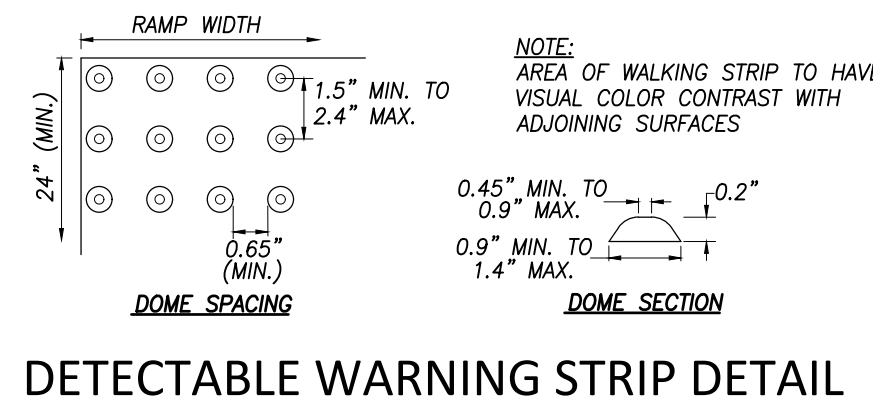 RAMP WIDTH
24" (MIN.)
1.5" MIN. TO
2.4" MAX.
0.65"
(MIN.)
DOME SPACING
NOTE:
AREA OF WALKING STRIP TO HAVE
VISUAL COLOR CONTRAST WITH
ADJOINING SURFACES
0.45" MIN. TO
0.9" MAX.
0.2"
0.9" MIN. TO
1.4" MAX.
DOME SECTION
DETECTABLE WARNING STRIP DETAIL